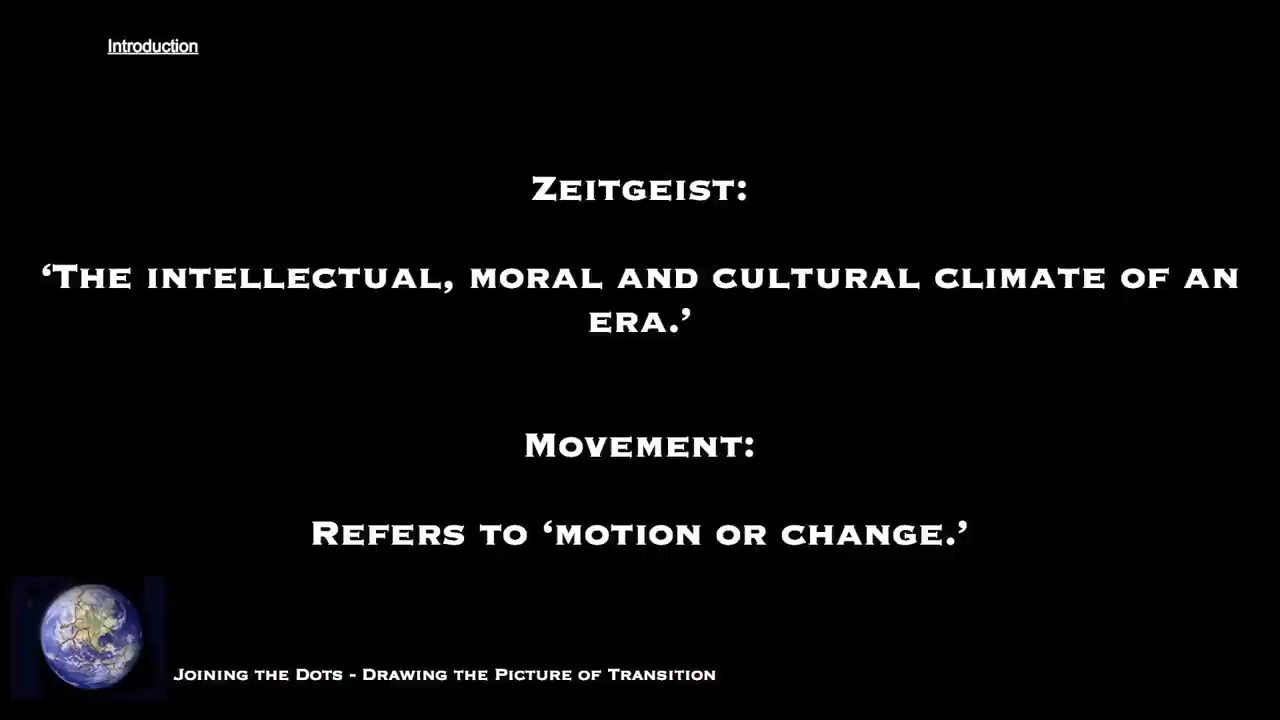 Introduction
Zeitgeist:
‘The intellectual, moral and cultural climate of an
era.’
Movement:
Refers to ‘motion or change.’
Joining the Dots - Drawing the Picture of Transition